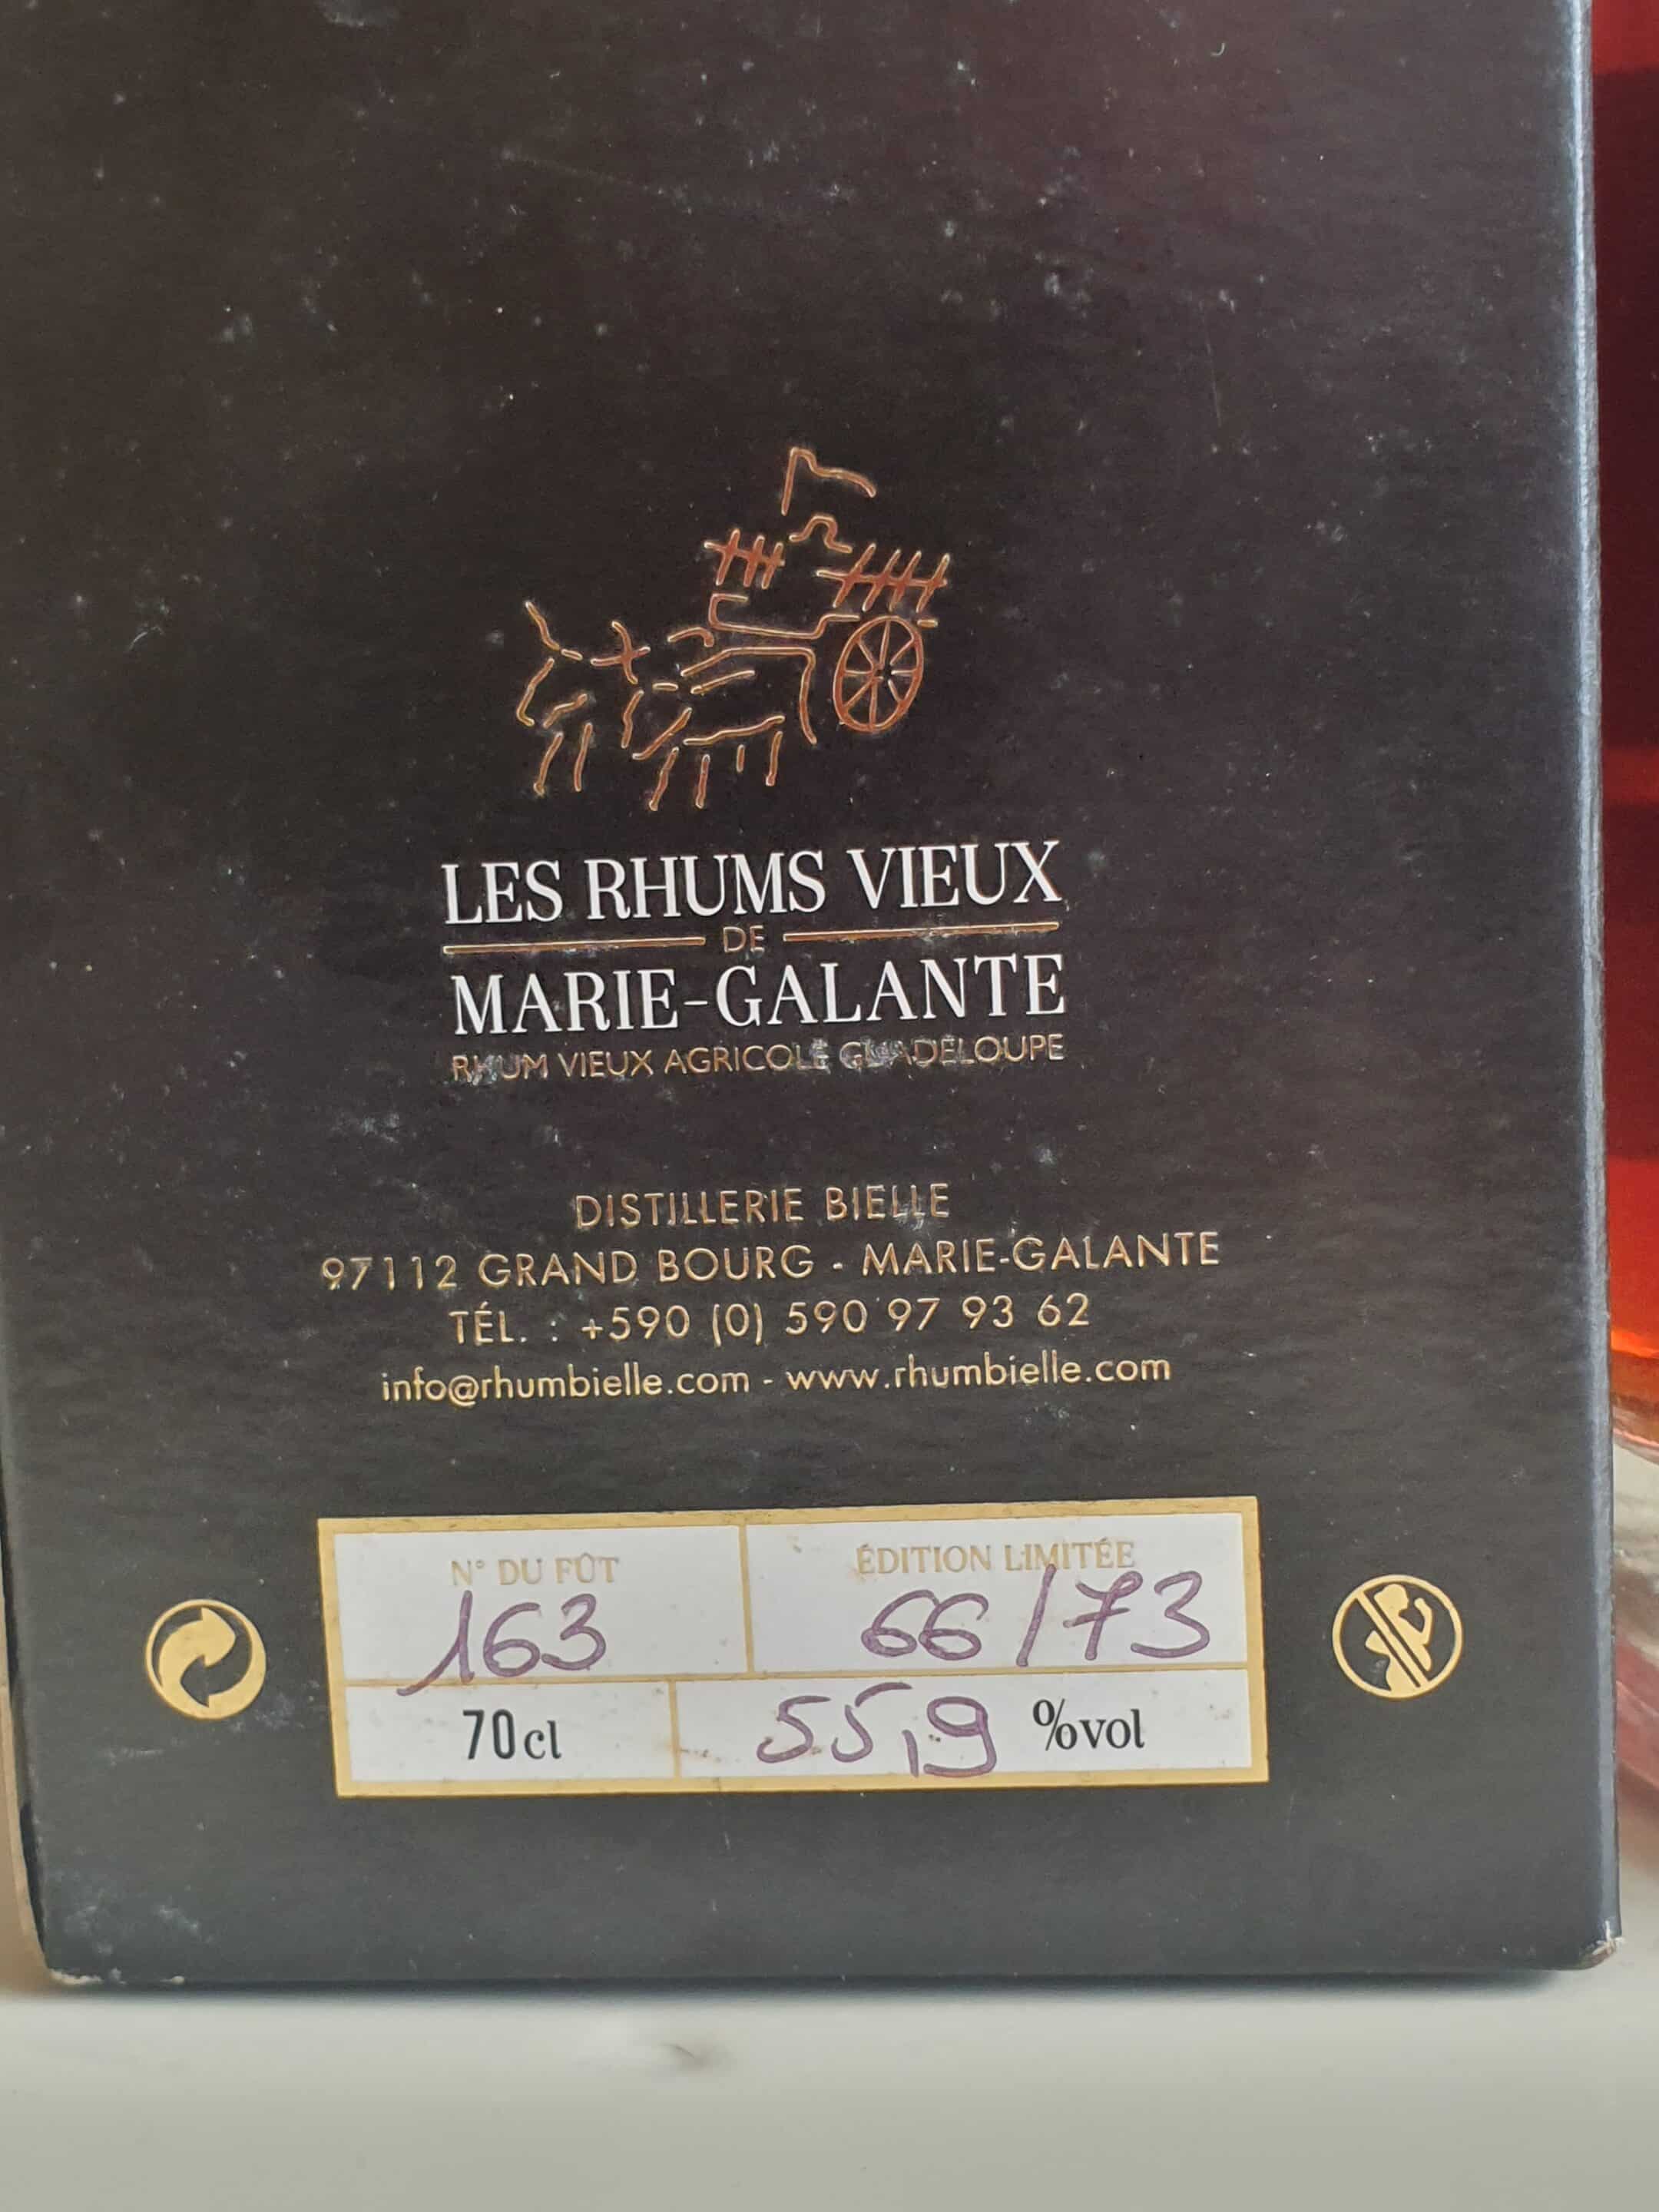 LES RHUMS VIEUX
DE
MARIE-GALANTE
RHUM VIEUX AGRICOLE GUADELOUPE
DISTILLERIE BIELLE
97112 GRAND BOURG - MARIE-GALANTE
TÉL. : +590 (0) 590 97 93 62
info@rhumbielle.com - www.rhumbielle.com
N° DU FÛT
163
ÉDITION LIMITÉE
66/73
70cl
55,9 %vol